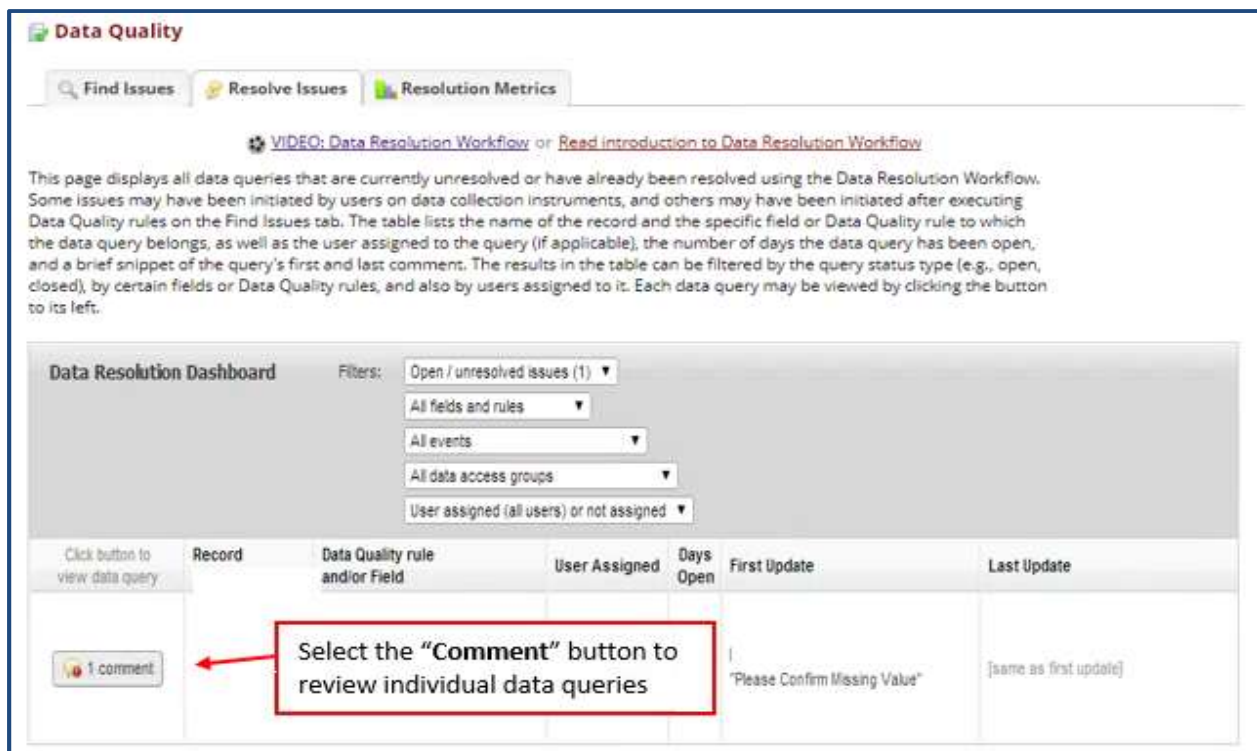 Data Quality
Find Issues
Resolve Issues
Resolution Metrics
VIDEO: Data Resolution Workflow or Read introduction to Data Resolution Workflow
This page displays all data queries that are currently unresolved or have already been resolved using the Data Resolution Workflow.
Some issues may have been initiated by users on data collection instruments, and others may have been initiated after executing
Data Quality rules on the Find Issues tab. The table lists the name of the record and the specific field or Data Quality rule to which
the data query belongs, as well as the user assigned to the query (if applicable), the number of days the data query has been open,
and a brief snippet of the query's first and last comment. The results in the table can be filtered by the query status type (e.g., open,
closed), by certain fields or Data Quality rules, and also by users assigned to it. Each data query may be viewed by clicking the button
to its left.
Data Resolution Dashboard
Filters:
Open / unresolved issues (1)
All fields and rules
All events
All data access groups
User assigned (all users) or not assigned
Click button to
view data query
Record
Data Quality rule
and/or Field
User Assigned
Days
Open
First Update
Last Update
1 comment
Select the “Comment” button to
review individual data queries
"Please Confirm Missing Value"
[same as first update]